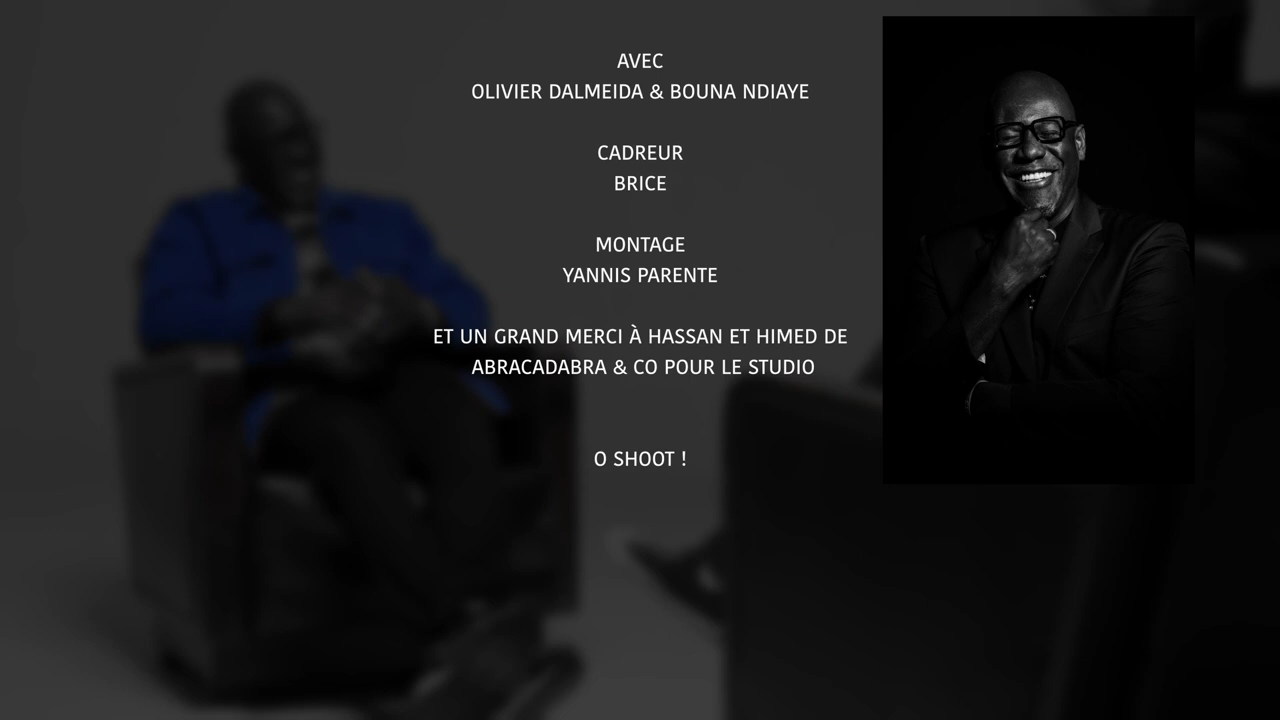 AVEC
OLIVIER DALMEIDA & BOUNA NDIAYE
CADREUR
BRICE
MONTAGE
YANNIS PARENTE
ET UN GRAND MERCI À HASSAN ET HIMED DE
ABRACADABRA & CO POUR LE STUDIO
O SHOOT !